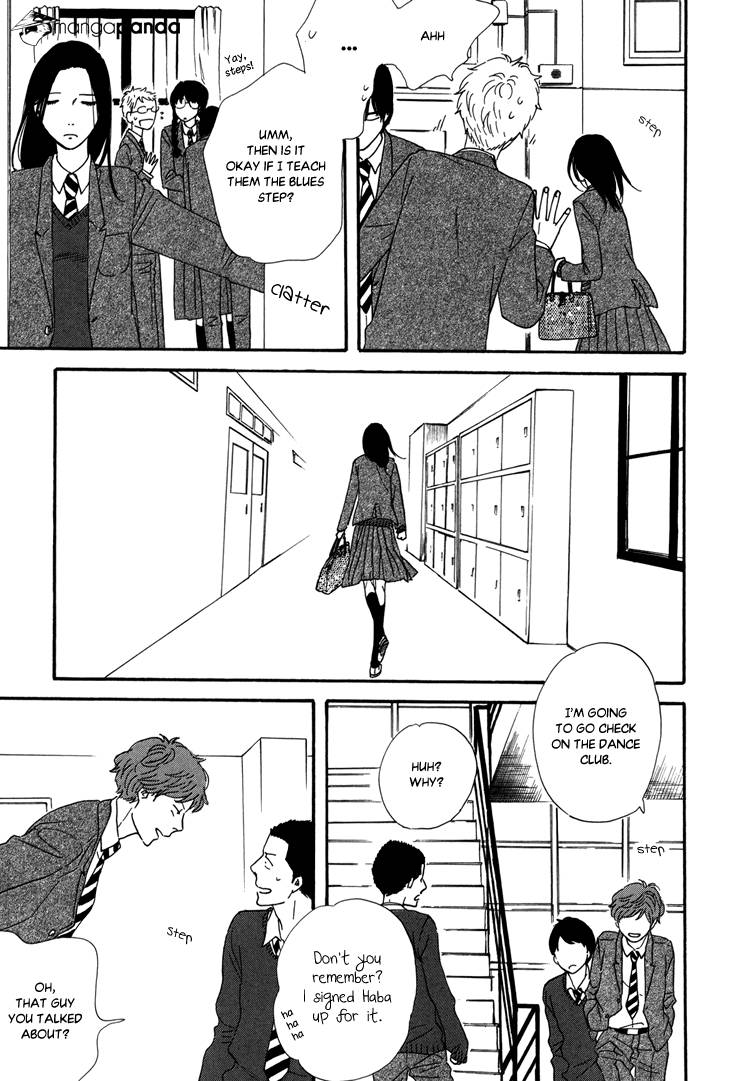 mangapanda
AHH
...
step
Yay,
steps!
UMM,
THEN IS IT
OKAY IF I TEACH
THEM THE BLUES
STEP?
clatter
I'M GOING
TO GO CHECK
ON THE DANCE
CLUB.
HUH?
WHY?
step
Don't you
remember?
I signed Haba
up for it.
ha
ha
ha
step
OH,
THAT GUY
YOU TALKED
ABOUT?